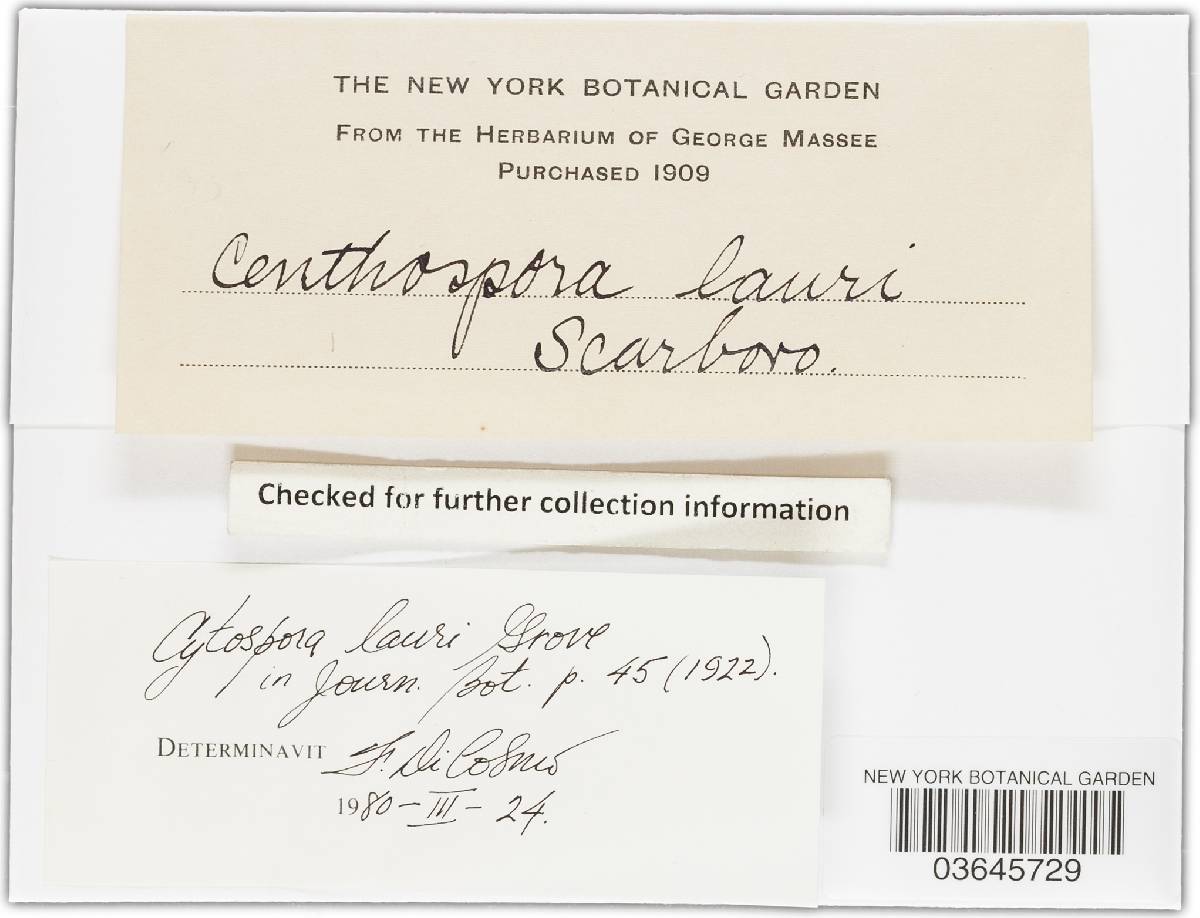 THE NEW YORK BOTANICAL GARDEN
FROM THE HERBARIUM OF GEORGE MASSEE
PURCHASED 1909
Centhospora lauri
Scarboro.
Checked for further collection information
Cytospora lauri Grove
in Journ. Bot. p. 45 (1922).
DETERMINAVIT F. DiCosmo
1980-III-24.
NEW YORK BOTANICAL GARDEN
03645729